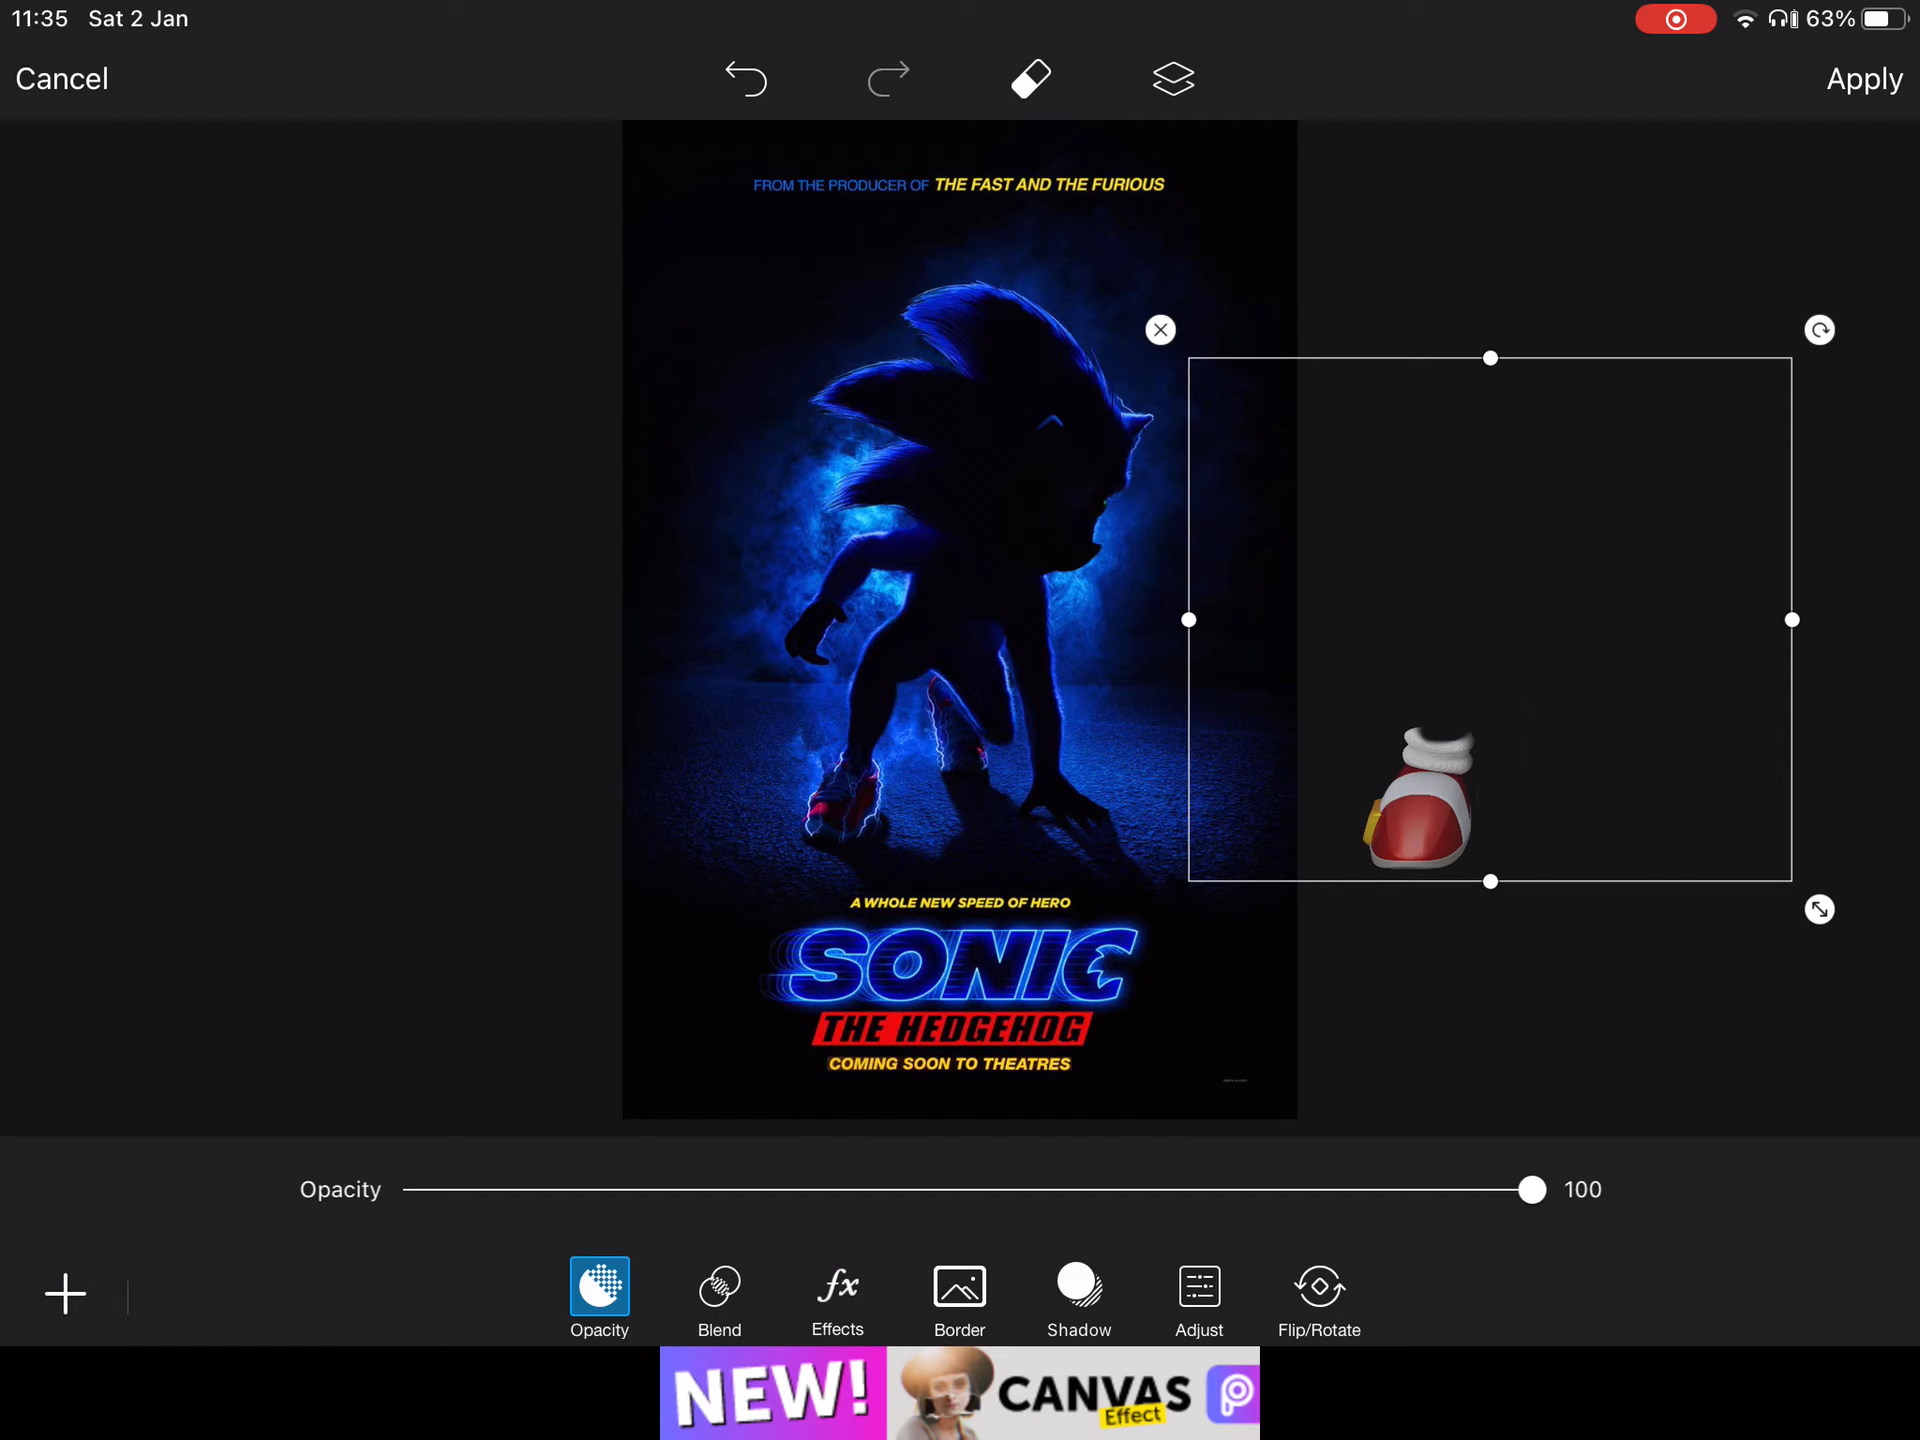 11:35 Sat 2 Jan
63%
Cancel
Apply
FROM THE PRODUCER OF THE FAST AND THE FURIOUS
A WHOLE NEW SPEED OF HERO
SONIC
THE HEDGEHOG
COMING SOON TO THEATRES
Opacity 100
Opacity
Blend
Effects
Border
Shadow
Adjust
Flip/Rotate
NEW!
CANVAS
Effect